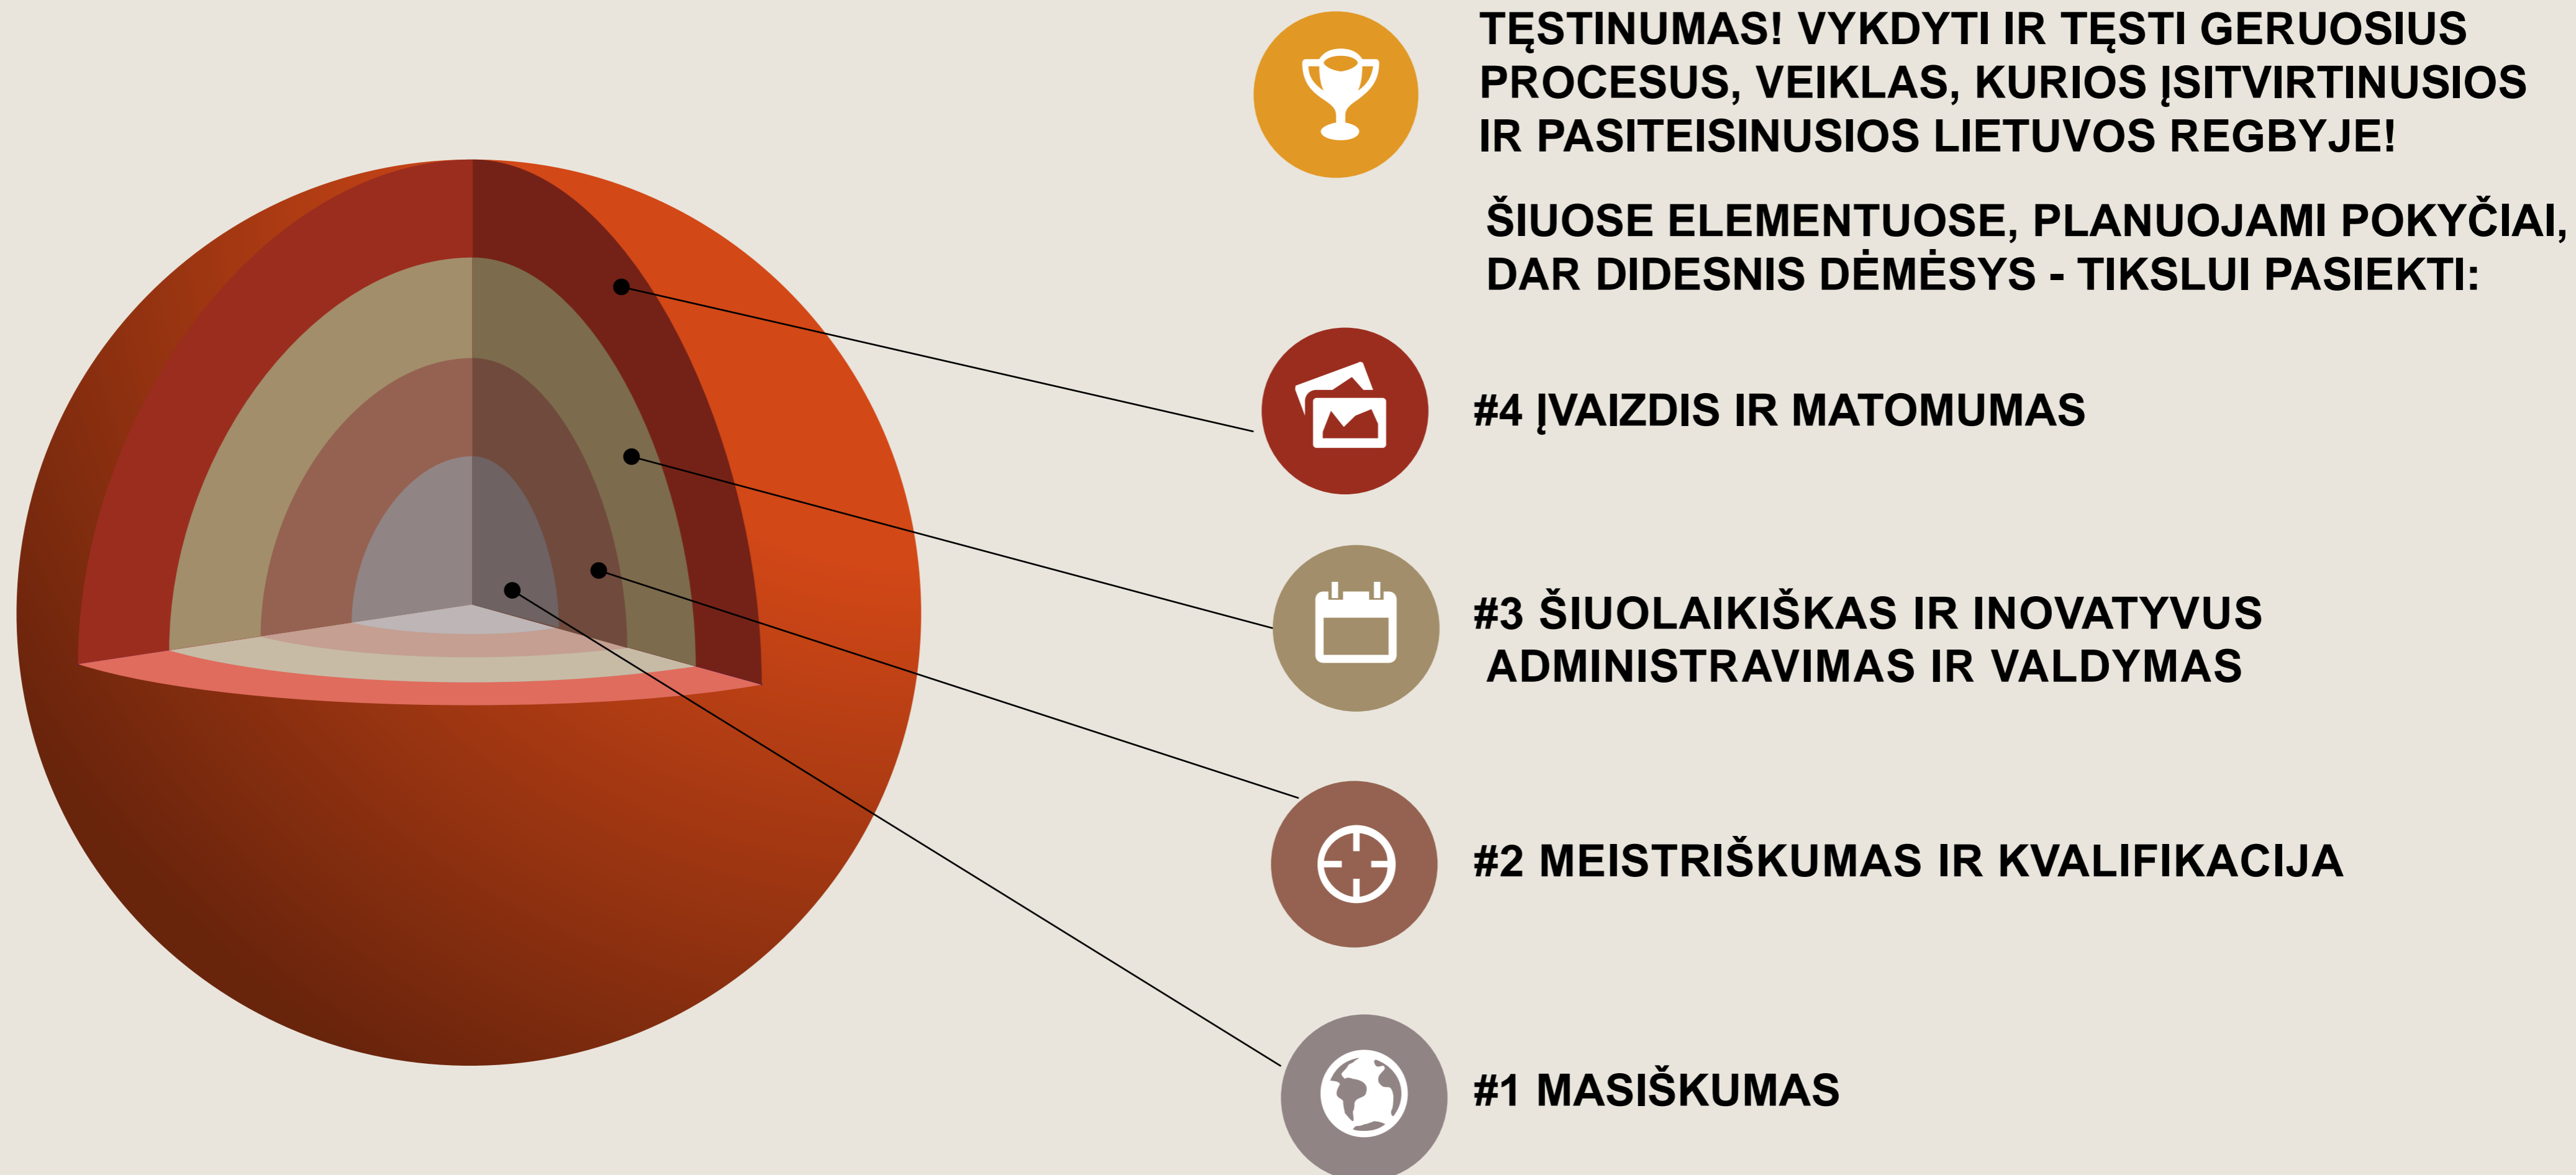 TĘSTINUMAS! VYKDYTI IR TĘSTI GERUOSIUS
PROCESUS, VEIKLAS, KURIOS ĮSITVIRTINUSIOS
IR PASITEISINUSIOS LIETUVOS REGBYJE!
ŠIUOSE ELEMENTUOSE, PLANUOJAMI POKYČIAI,
DAR DIDESNIS DĖMĖSYS - TIKSLUI PASIEKTI:
#4 ĮVAIZDIS IR MATOMUMAS
#3 ŠIUOLAIKIŠKAS IR INOVATYVUS
ADMINISTRAVIMAS IR VALDYMAS
#2 MEISTRIŠKUMAS IR KVALIFIKACIJA
#1 MASIŠKUMAS